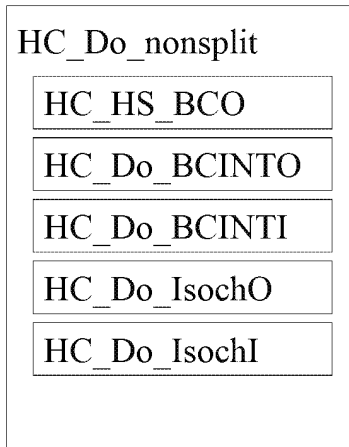 HC_Do_nonsplit
HC_HS_BCO
HC_Do_BCINTO
HC_Do_BCINTI
HC_Do_IsochO
HC_Do_IsochI